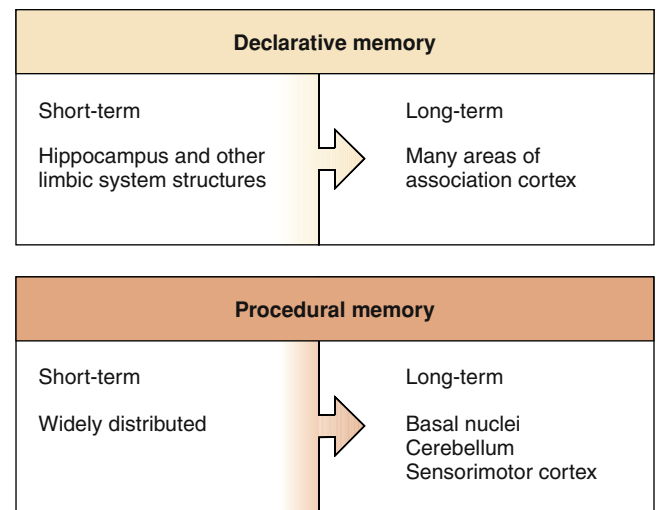 Declarative memory
Short-term
Hippocampus and other
limbic system structures
Long-term
Many areas of
association cortex
Procedural memory
Short-term
Widely distributed
Long-term
Basal nuclei
Cerebellum
Sensorimotor cortex